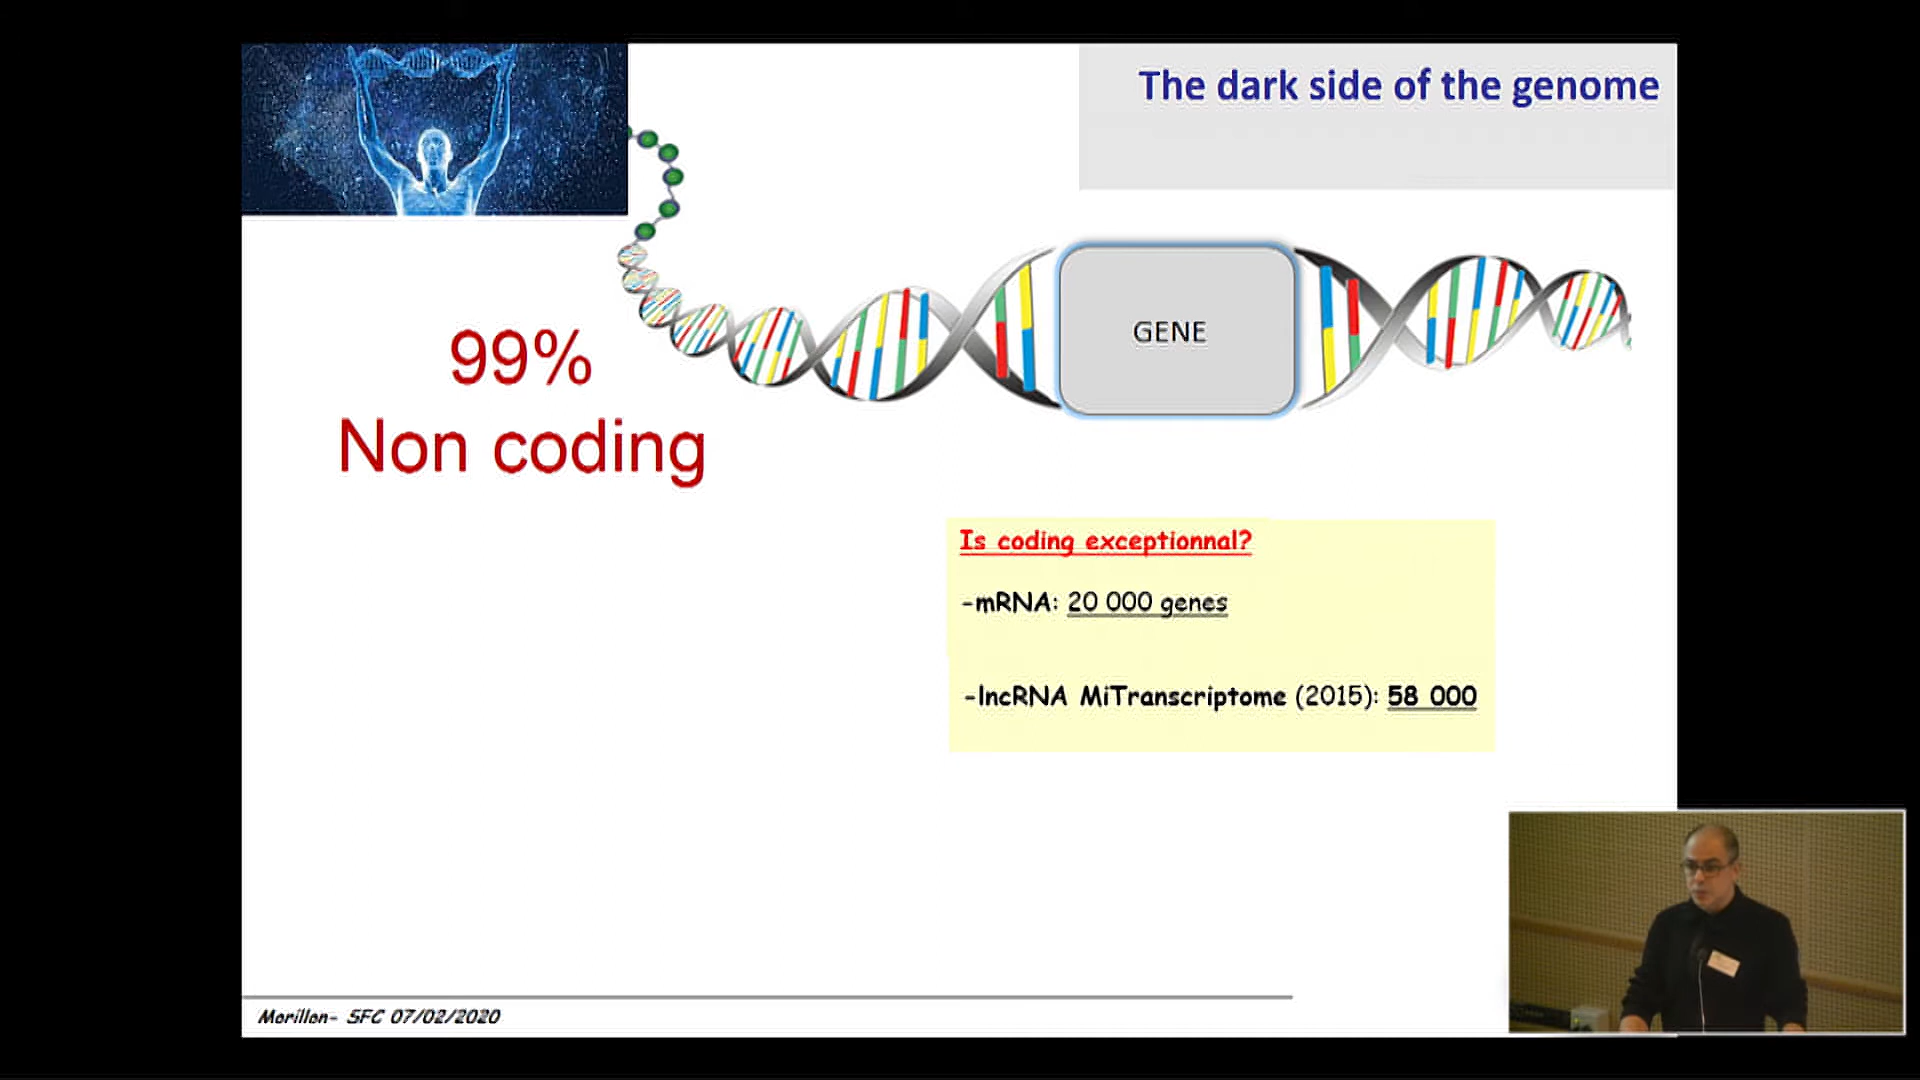 The dark side of the genome
GENE
99%
Non coding
Is coding exceptionnal?
-mRNA: 20 000 genes
-lncRNA MiTranscriptome (2015): 58 000
Morillon- SFC 07/02/2020